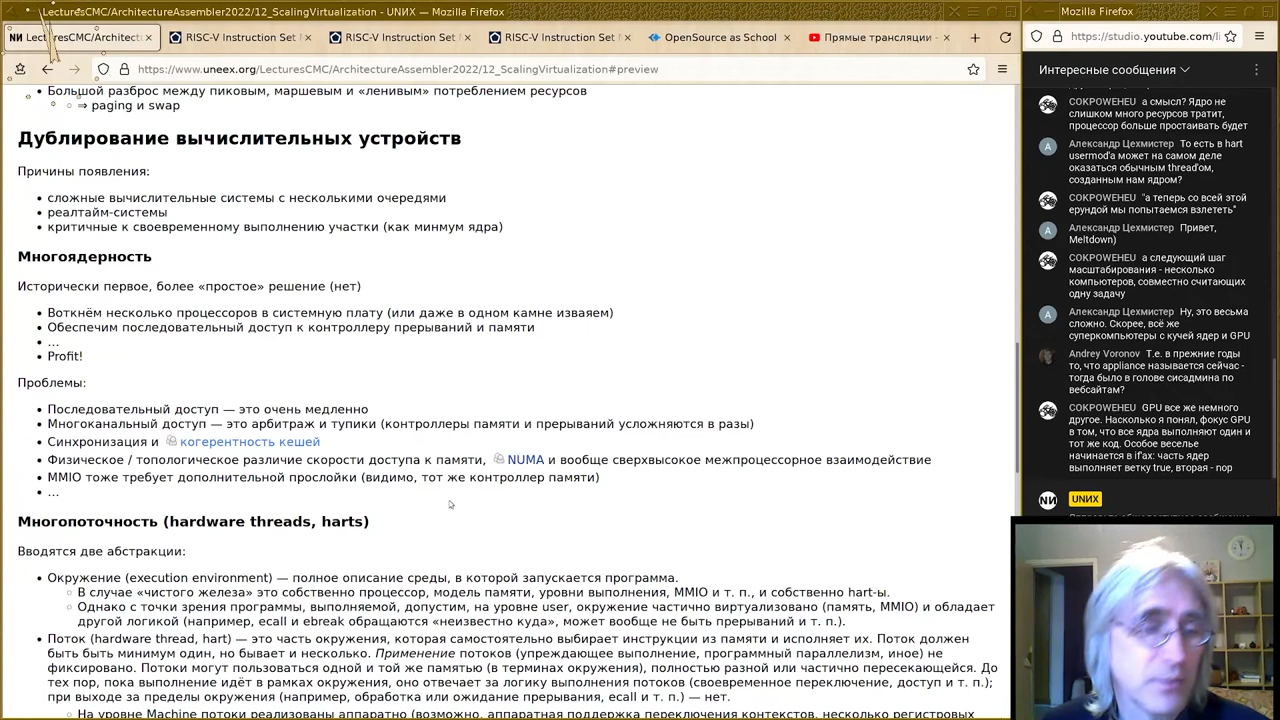 LecturesCMC/ArchitectureAssembler2022/12_ScalingVirtualization - UNИX — Mozilla Firefox
LecturesCMC/Architect
RISC-V Instruction Set
RISC-V Instruction Set
RISC-V Instruction Set
OpenSource as School
Прямые трансляции -
https://www.uneex.org/LecturesCMC/ArchitectureAssembler2022/12_ScalingVirtualization#preview
Большой разброс между пиковым, маршевым и «ленивым» потреблением ресурсов
⇒ paging и swap
Дублирование вычислительных устройств
Причины появления:
сложные вычислительные системы с несколькими очередями
реалтайм-системы
критичные к своевременному выполнению участки (как минмум ядра)
Многоядерность
Исторически первое, более «простое» решение (нет)
Воткнём несколько процессоров в системную плату (или даже в одном камне изваяем)
Обеспечим последовательный доступ к контроллеру прерываний и памяти
…
Profit!
Проблемы:
Последовательный доступ — это очень медленно
Многоканальный доступ — это арбитраж и тупики (контроллеры памяти и прерываний усложняются в разы)
Синхронизация и когерентность кешей
Физическое / топологическое различие скорости доступа к памяти, NUMA и вообще сверхвысокое межпроцессорное взаимодействие
MMIO тоже требует дополнительной прослойки (видимо, тот же контроллер памяти)
…
Многопоточность (hardware threads, harts)
Вводятся две абстракции:
Окружение (execution environment) — полное описание среды, в которой запускается программа.
В случае «чистого железа» это собственно процессор, модель памяти, уровни выполнения, MMIO и т. п., и собственно hart-ы.
Однако с точки зрения программы, выполняемой, допустим, на уровне user, окружение частично виртуализовано (память, MMIO) и обладает
другой логикой (например, ecall и ebreak обращаются «неизвестно куда», может вообще не быть прерываний и т. п.).
Поток (hardware thread, hart) — это часть окружения, которая самостоятельно выбирает инструкции из памяти и исполняет их. Поток должен
быть быть минимум один, но бывает и несколько. Применение потоков (упреждающее выполнение, программный параллелизм, иное) не
фиксировано. Потоки могут пользоваться одной и той же памятью (в терминах окружения), полностью разной или частично пересекающейся. До
тех пор, пока выполнение идёт в рамках окружения, оно отвечает за логику выполнения потоков (своевременное переключение, доступ и т. п.);
при выходе за пределы окружения (например, обработка или ожидание прерывания, ecall и т. п.) — нет.
На уровне Machine потоки реализованы аппаратно (возможно, аппаратная поддержка переключения контекстов, несколько регистровых
Mozilla Firefox
https://studio.youtube.com/li
Интересные сообщения
COKPOWEHEU а смысл? Ядро не
слишком много ресурсов тратит,
процессор больше простаивать будет
Александр Цехмистер То есть в hart
usermod'а может на самом деле
оказаться обычным thread'ом,
созданным нам ядром?
COKPOWEHEU "а теперь со всей этой
ерундой мы попытаемся взлететь"
Александр Цехмистер Привет,
Meltdown)
COKPOWEHEU а следующий шаг
масштабирования - несколько
компьютеров, совместно считающих
одну задачу
Александр Цехмистер Ну, это весьма
сложно. Скорее, всё же
суперкомпьютеры с кучей ядер и GPU
Andrey Voronov Т.е. в прежние годы
то, что appliance называется сейчас -
тогда было в голове сисадмина по
вебсайтам?
COKPOWEHEU GPU все же немного
другое. Насколько я понял, фокус GPU
в том, что все ядра выполняют один и
тот же код. Особое веселье
начинается в if'ах: часть ядер
выполняет ветку true, вторая - nop
UNИX